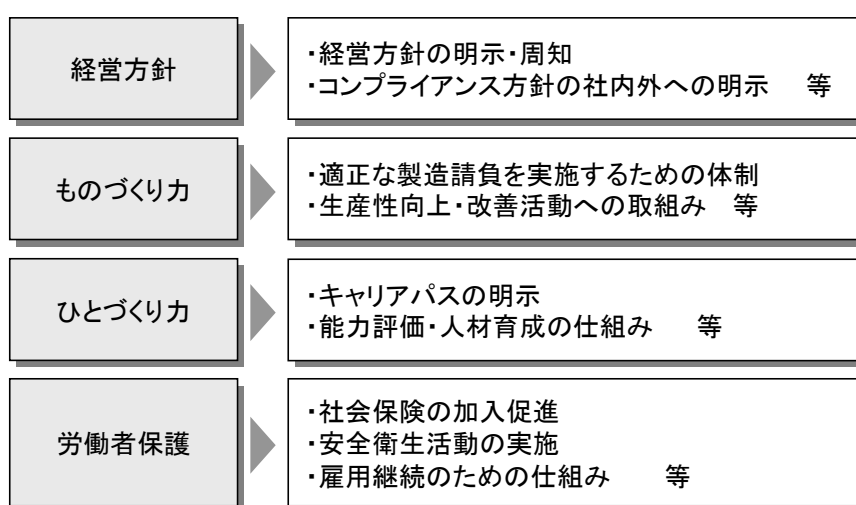 経営方針
・経営方針の明示・周知
・コンプライアンス方針の社内外への明示　等
ものづくり力
・適正な製造請負を実施するための体制
・生産性向上・改善活動への取組み　等
ひとづくり力
・キャリアパスの明示
・能力評価・人材育成の仕組み　等
労働者保護
・社会保険の加入促進
・安全衛生活動の実施
・雇用継続のための仕組み　等